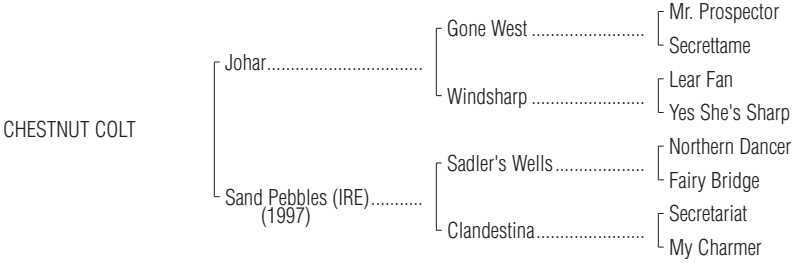 Mr. Prospector
Gone West ........................
Secrettame
Johar.................................
Lear Fan
Windsharp ........................
Yes She's Sharp
CHESTNUT COLT
Northern Dancer
Sadler's Wells...................
Fairy Bridge
Sand Pebbles (IRE)...........
(1997)
Secretariat
Clandestina.......................
My Charmer